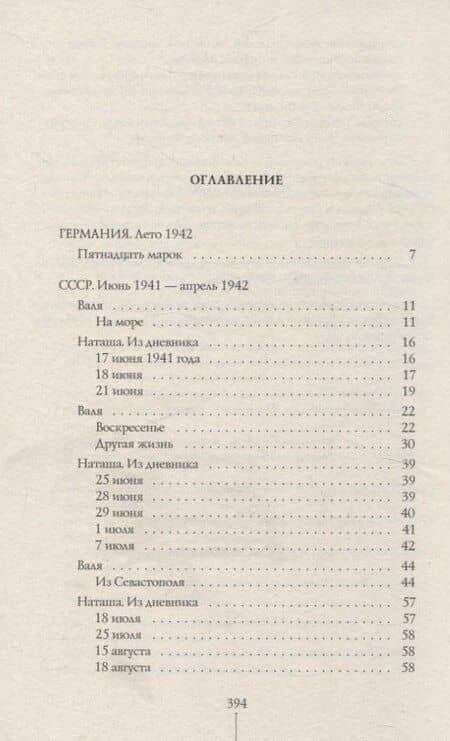 ОГЛАВЛЕНИЕ
ГЕРМАНИЯ. Лето 1942
Пятнадцать марок . . . . . . . . . . . . . . . . . . . . . . . . . . 7
СССР. Июнь 1941 — апрель 1942
Валя . . . . . . . . . . . . . . . . . . . . . . . . . . . . . . . . . . . . 11
На море . . . . . . . . . . . . . . . . . . . . . . . . . . . . . . . 11
Наташа. Из дневника . . . . . . . . . . . . . . . . . . . . . . . 16
17 июня 1941 года . . . . . . . . . . . . . . . . . . . . . . . 16
18 июня . . . . . . . . . . . . . . . . . . . . . . . . . . . . . . . 17
21 июня . . . . . . . . . . . . . . . . . . . . . . . . . . . . . . . 19
Валя . . . . . . . . . . . . . . . . . . . . . . . . . . . . . . . . . . . . 22
Воскресенье . . . . . . . . . . . . . . . . . . . . . . . . . . . . 22
Другая жизнь . . . . . . . . . . . . . . . . . . . . . . . . . . . 30
Наташа. Из дневника . . . . . . . . . . . . . . . . . . . . . . . 39
25 июня . . . . . . . . . . . . . . . . . . . . . . . . . . . . . . . 39
28 июня . . . . . . . . . . . . . . . . . . . . . . . . . . . . . . . 39
29 июня . . . . . . . . . . . . . . . . . . . . . . . . . . . . . . . 40
1 июля . . . . . . . . . . . . . . . . . . . . . . . . . . . . . . . . 41
7 июля . . . . . . . . . . . . . . . . . . . . . . . . . . . . . . . . 42
Валя . . . . . . . . . . . . . . . . . . . . . . . . . . . . . . . . . . . . 44
Из Севастополя . . . . . . . . . . . . . . . . . . . . . . . . . 44
Наташа. Из дневника . . . . . . . . . . . . . . . . . . . . . . . 57
18 июля . . . . . . . . . . . . . . . . . . . . . . . . . . . . . . . 57
25 июля . . . . . . . . . . . . . . . . . . . . . . . . . . . . . . . 58
15 августа . . . . . . . . . . . . . . . . . . . . . . . . . . . . . 58
18 августа . . . . . . . . . . . . . . . . . . . . . . . . . . . . . 58
394